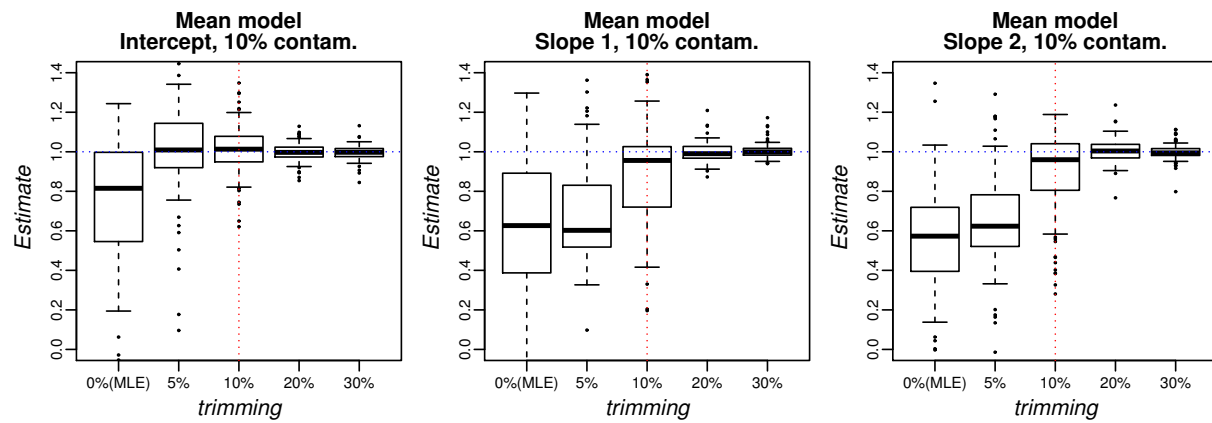 Mean model
Intercept, 10% contam.
Estimate
1.4
1.2
1.0
0.8
0.6
0.4
0.2
0.0
0%(MLE) 5% 10% 20% 30%
trimming
Mean model
Slope 1, 10% contam.
Estimate
1.4
1.2
1.0
0.8
0.6
0.4
0.2
0.0
0%(MLE) 5% 10% 20% 30%
trimming
Mean model
Slope 2, 10% contam.
Estimate
1.4
1.2
1.0
0.8
0.6
0.4
0.2
0.0
0%(MLE) 5% 10% 20% 30%
trimming